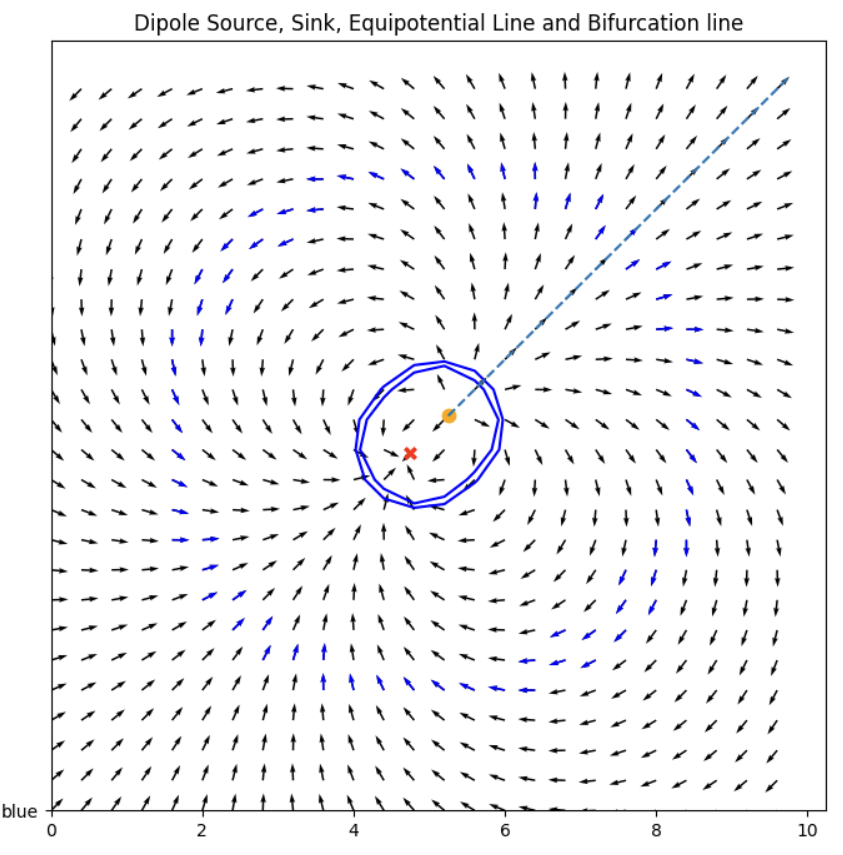 Dipole Source, Sink, Equipotential Line and Bifurcation line
blue
0 2 4 6 8 10